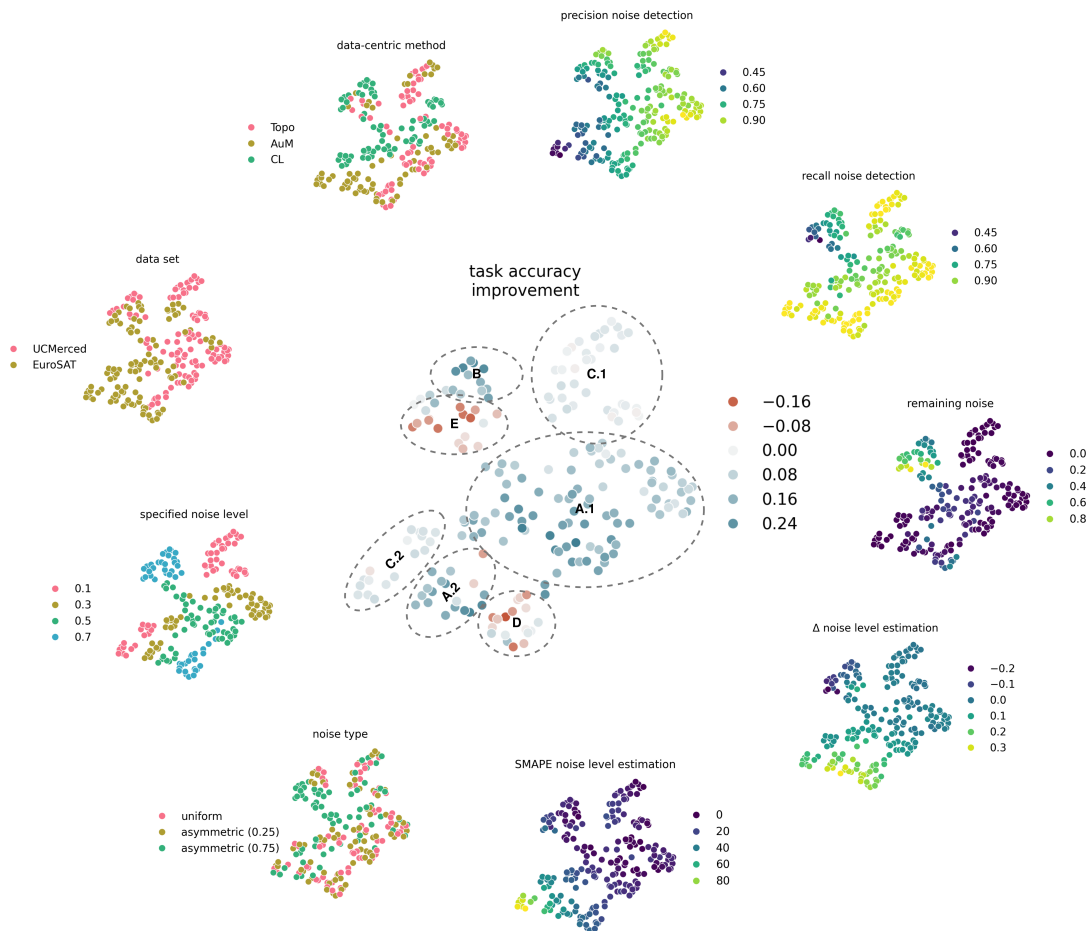 precision noise detection
0.45
0.60
0.75
0.90
data-centric method
Topo
AuM
CL
recall noise detection
0.45
0.60
0.75
0.90
data set
UCMerced
EuroSAT
task accuracy
improvement
B
C.1
E
A.1
C.2
A.2
D
−0.16
−0.08
0.00
0.08
0.16
0.24
remaining noise
0.0
0.2
0.4
0.6
0.8
specified noise level
0.1
0.3
0.5
0.7
Δ noise level estimation
−0.2
−0.1
0.0
0.1
0.2
0.3
noise type
uniform
asymmetric (0.25)
asymmetric (0.75)
SMAPE noise level estimation
0
20
40
60
80